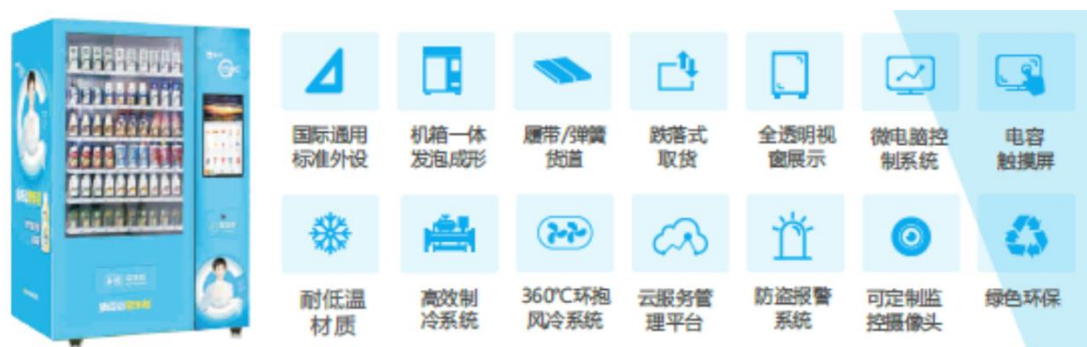 国际通用
标准外设
机箱一体
发泡成形
履带/弹簧
货道
跌落式
取货
全透明视
窗展示
微电脑控
制系统
电容
触摸屏
耐低温
材质
高效制
冷系统
360℃环抱
风冷系统
云服务管
理平台
防盗报警
系统
可定制监
控摄像头
绿色环保